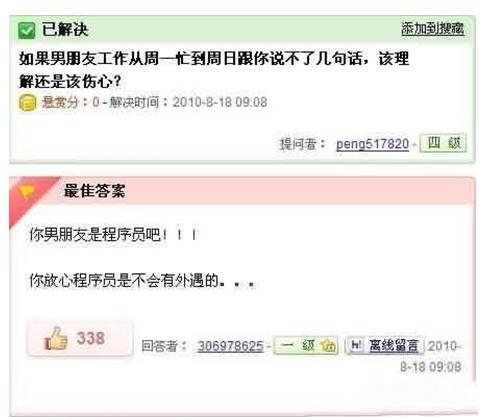 已解决
添加到搜藏
如果男朋友工作从周一忙到周日跟你说不了几句话，该理
解还是该伤心？
悬赏分：0 - 解决时间：2010-8-18 09:08
提问者： peng517820 - 四 级
最佳答案
你男朋友是程序员吧！！！
你放心程序员是不会有外遇的。。。
338
回答者： 306978625 - 一 级 hi 离线留言 2010-
8-18 09:08